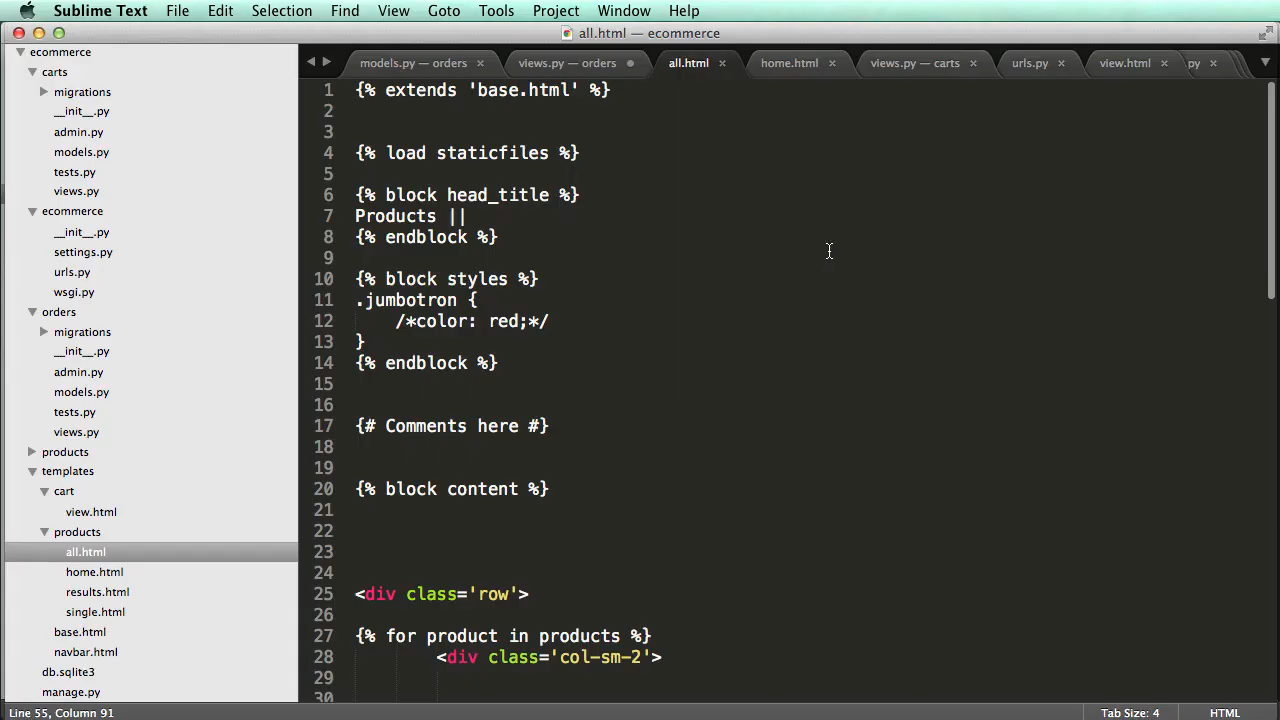 Sublime Text File Edit Selection Find View Goto Tools Project Window Help
all.html — ecommerce
ecommerce
carts
migrations
__init__.py
admin.py
models.py
tests.py
views.py
ecommerce
__init__.py
settings.py
urls.py
wsgi.py
orders
migrations
__init__.py
admin.py
models.py
tests.py
views.py
products
templates
cart
view.html
products
all.html
home.html
results.html
single.html
base.html
navbar.html
db.sqlite3
manage.py
models.py — orders views.py — orders all.html home.html views.py — carts urls.py view.html py
1 {% extends 'base.html' %}
2
3
4 {% load staticfiles %}
5
6 {% block head_title %}
7 Products ||
8 {% endblock %}
9
10 {% block styles %}
11 .jumbotron {
12 /*color: red;*/
13 }
14 {% endblock %}
15
16
17 {# Comments here #}
18
19
20 {% block content %}
21
22
23
24
25 <div class='row'>
26
27 {% for product in products %}
28 <div class='col-sm-2'>
29
30
Line 55, Column 91 Tab Size: 4 HTML